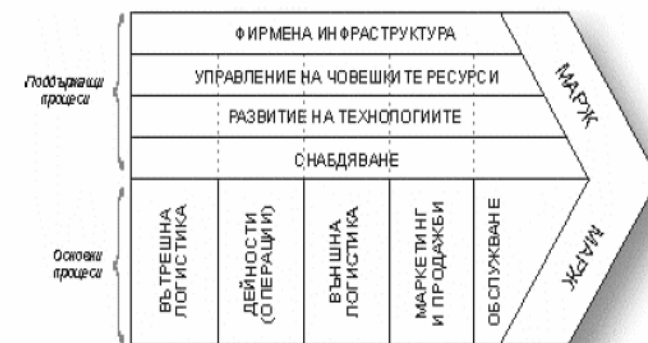 ФИРМЕНА ИНФРАСТРУКТУРА
УПРАВЛЕНИЕ НА ЧОВЕШКИТЕ РЕСУРСИ
РАЗВИТИЕ НА ТЕХНОЛОГИИТЕ
СНАБДЯВАНЕ
Поддържащи
процеси
МАРЖ
Основни
процеси
ВЪТРЕШНА
ЛОГИСТИКА
ДЕЙНОСТИ
(ОПЕРАЦИИ)
ВЪНШНА
ЛОГИСТИКА
МАРКЕТИНГ
И ПРОДАЖБИ
ОБСЛУЖВАНЕ
МАРЖ